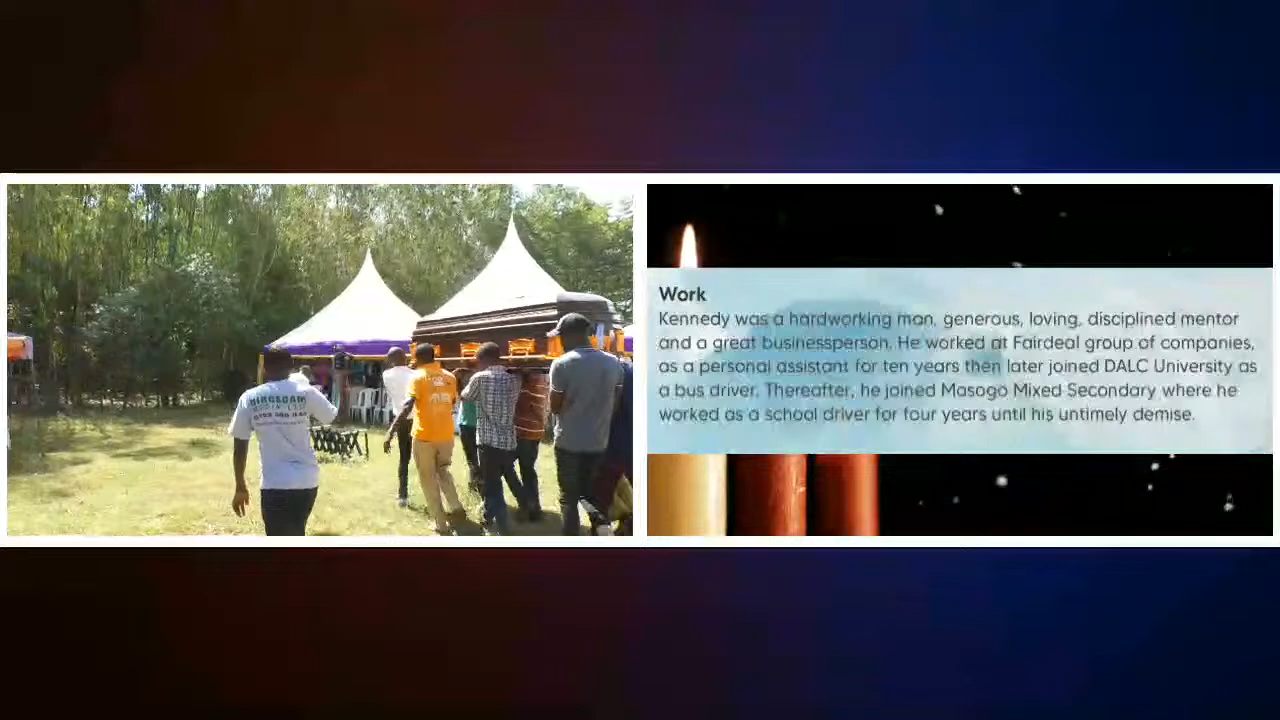 Work
Kennedy was a hardworking man, generous, loving, disciplined mentor
and a great businessperson. He worked at Fairdeal group of companies,
as a personal assistant for ten years then later joined DALC University as
a bus driver. Thereafter, he joined Masogo Mixed Secondary where he
worked as a school driver for four years until his untimely demise.